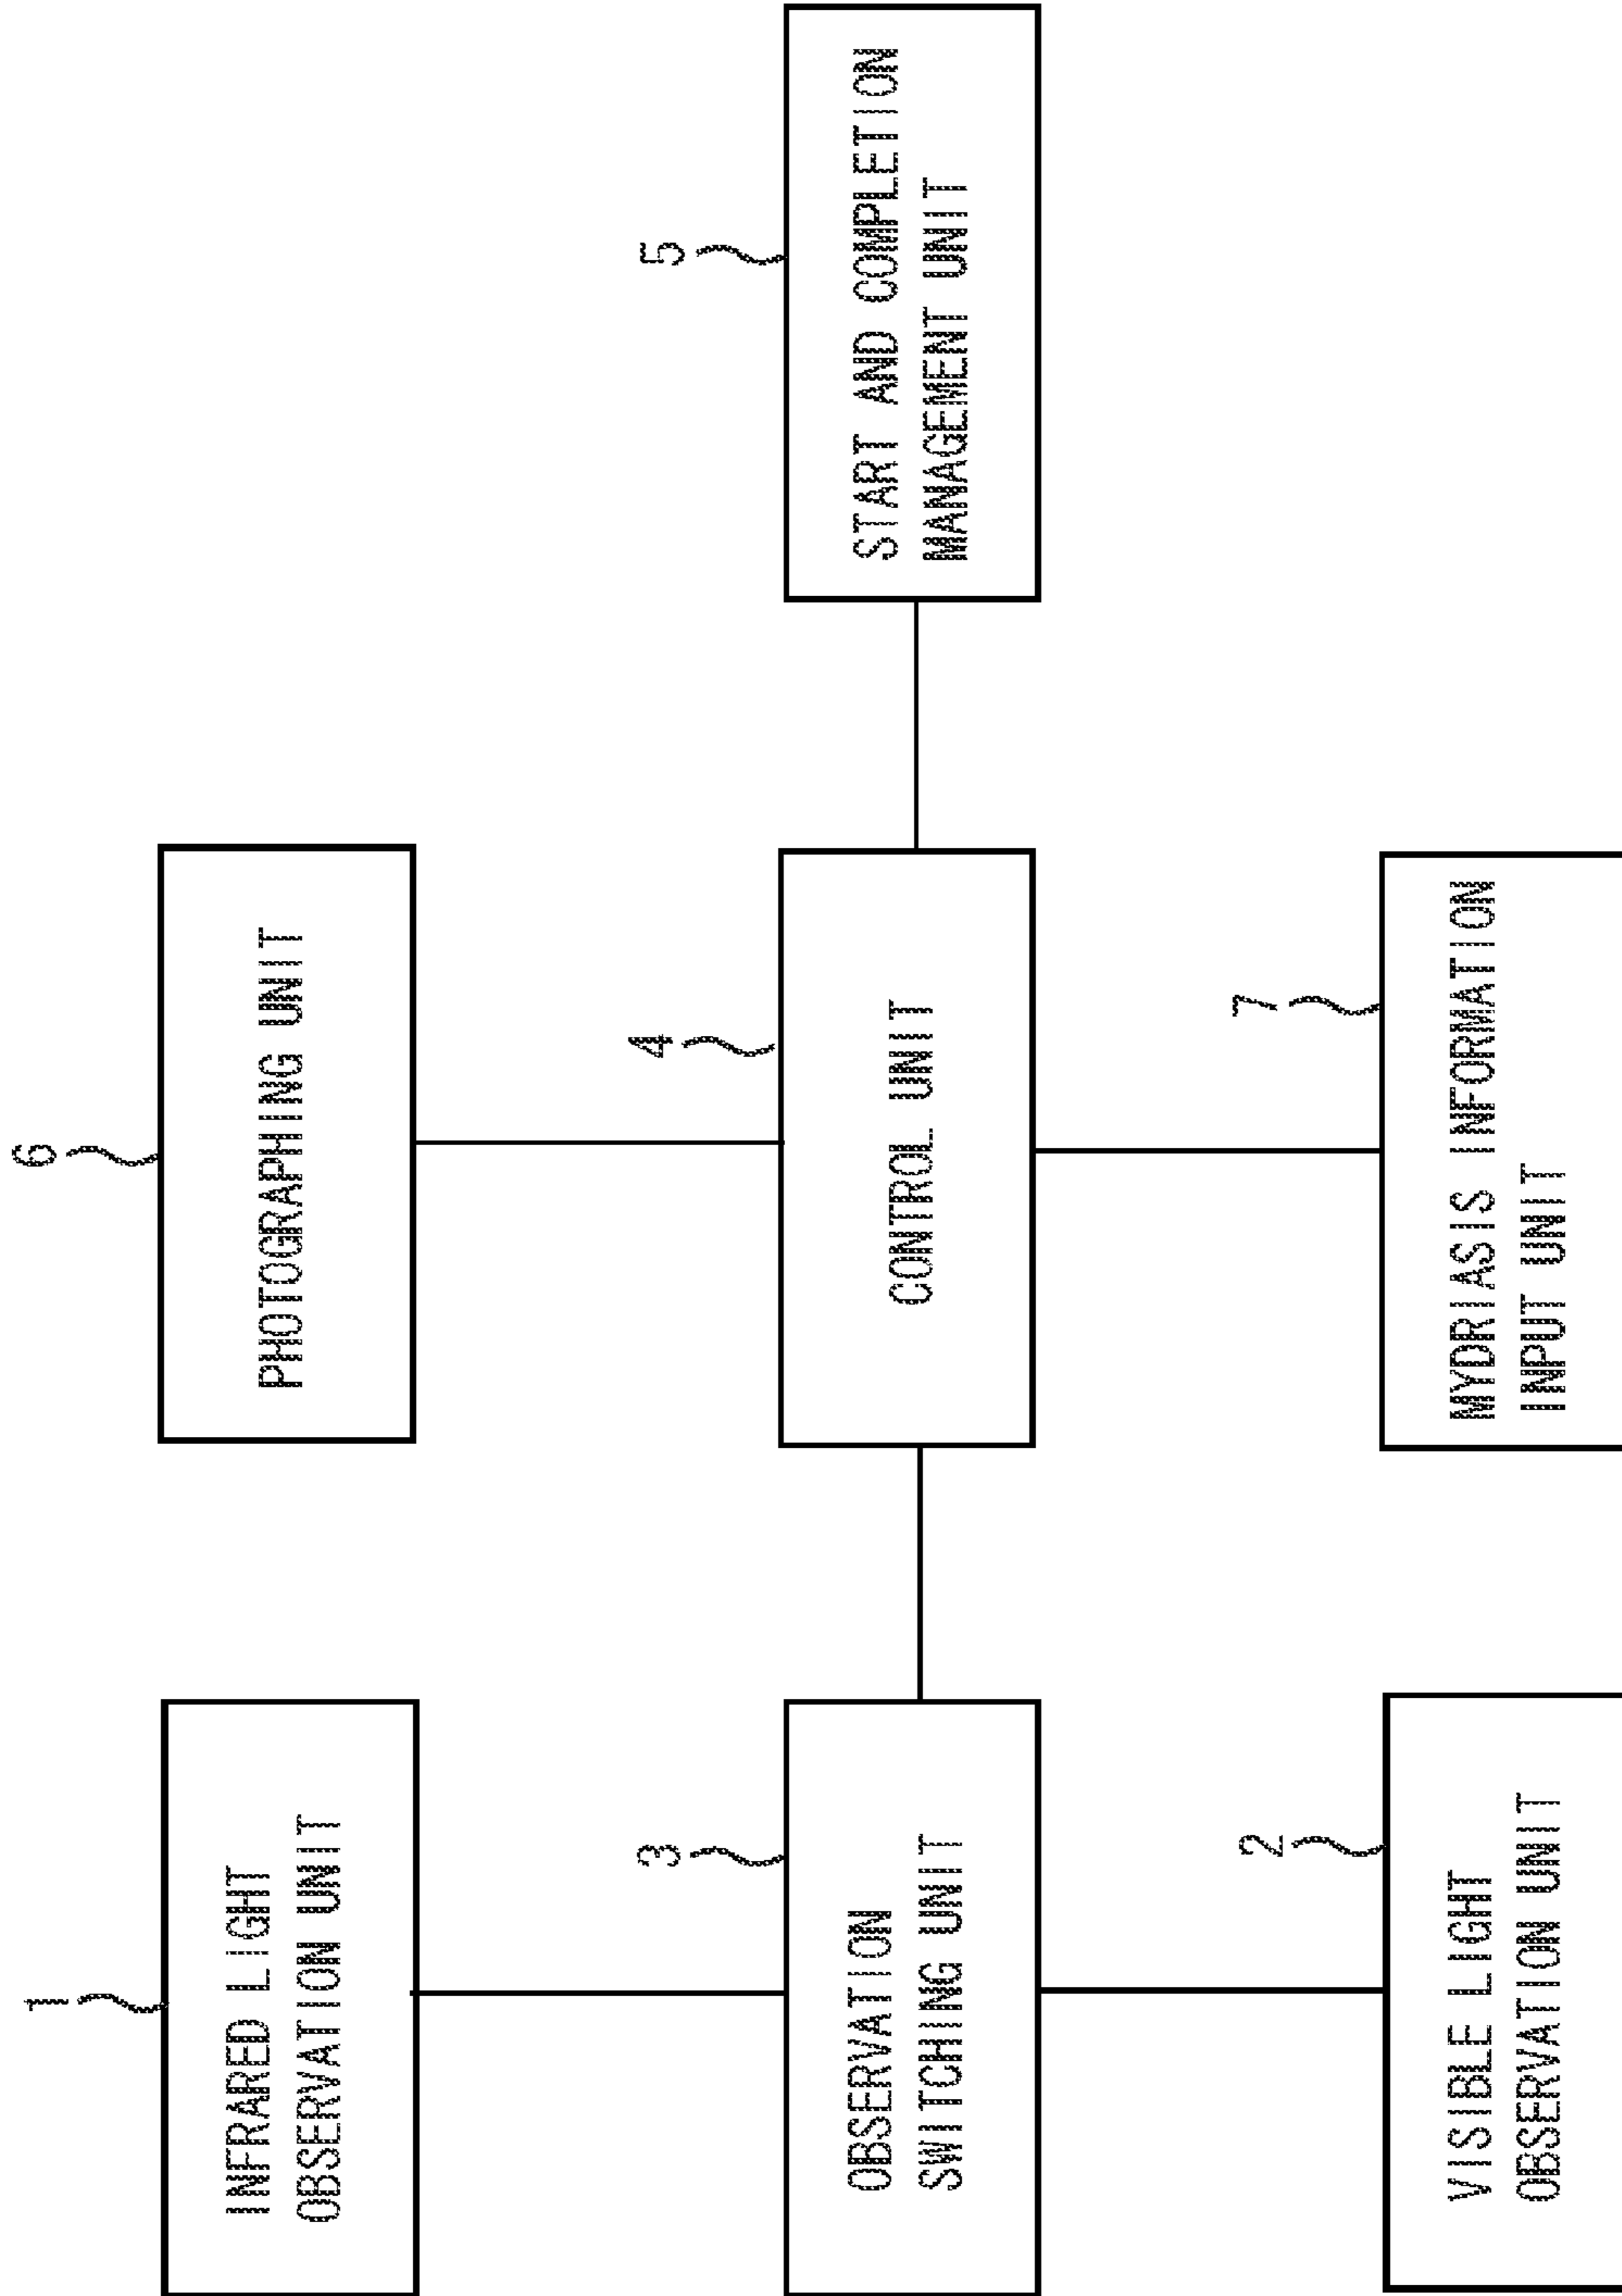 1
INFRARED LIGHT
OBSERVATION UNIT
6
PHOTOGRAPHING UNIT
3
OBSERVATION
SWITCHING UNIT
4
CONTROL UNIT
5
START AND COMPLETION
MANAGEMENT UNIT
2
VISIBLE LIGHT
OBSERVATION UNIT
7
MYDRIASIS INFORMATION
INPUT UNIT